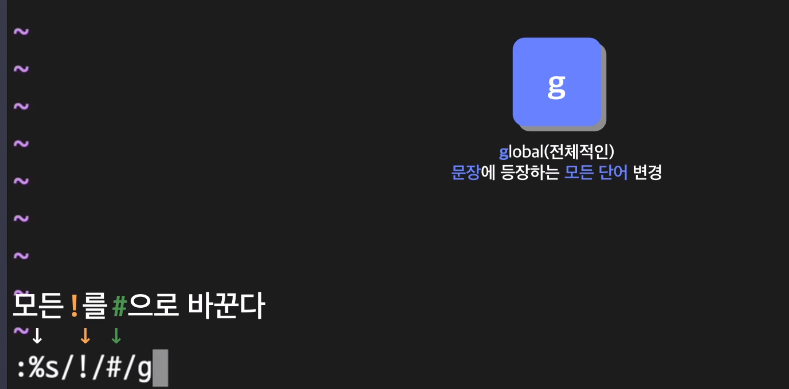 ~
~
~
g
~
global(전체적인)
~
문장에 등장하는 모든 단어 변경
~
~
~
모든 !를 #으로 바꾼다
~ ↓ ↓ ↓
:%s/!/#/g